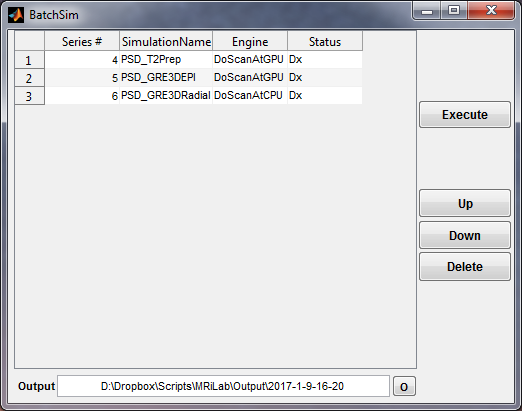 BatchSim
Series # SimulationName Engine Status
1 4 PSD_T2Prep DoScanAtGPU Dx
2 5 PSD_GRE3DEPI DoScanAtGPU Dx
3 6 PSD_GRE3DRadial DoScanAtCPU Dx
Execute
Up
Down
Delete
Output D:\Dropbox\Scripts\MRiLab\Output\2017-1-9-16-20 O